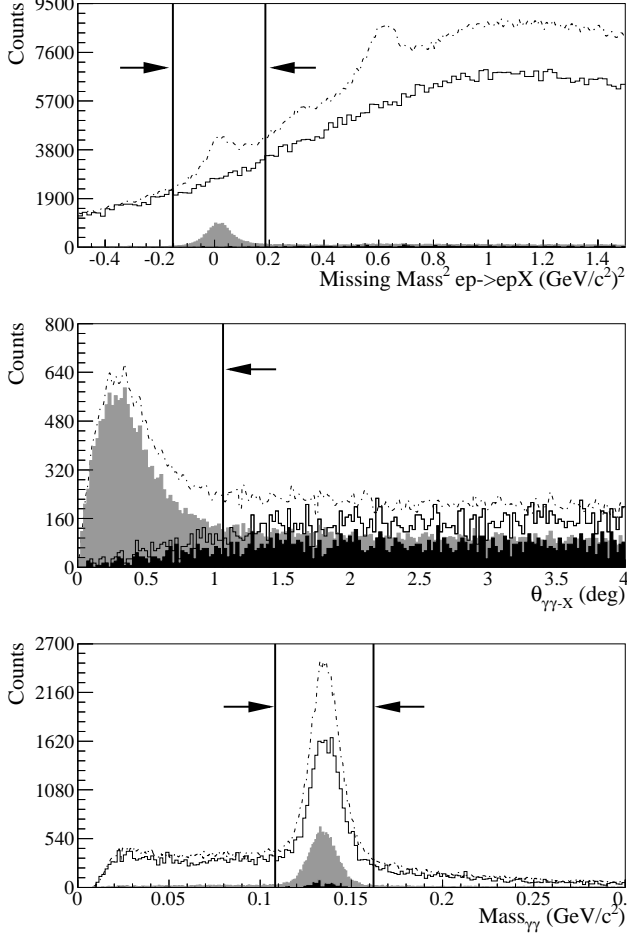 Counts
9500
7600
5700
3800
1900
0
-0.4 -0.2 0 0.2 0.4 0.6 0.8 1 1.2 1.4
Missing Mass² ep->epX (GeV/c²)²
Counts
800
640
480
320
160
0
0 0.5 1 1.5 2 2.5 3 3.5 4
θγγ-X (deg)
Counts
2700
2160
1620
1080
540
0
0 0.05 0.1 0.15 0.2 0.25 0.
Massγγ (GeV/c²)